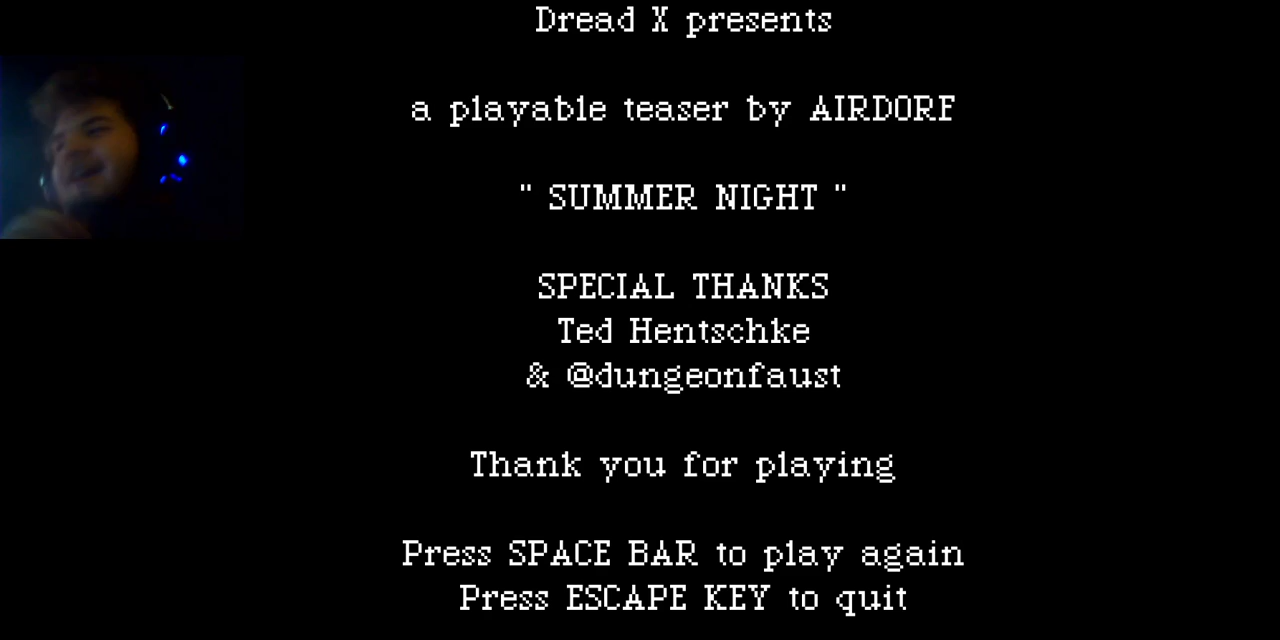 Dread X presents
a playable teaser by AIRDORF
" SUMMER NIGHT "
SPECIAL THANKS
Ted Hentschke
& @dungeonfaust
Thank you for playing
Press SPACE BAR to play again
Press ESCAPE KEY to quit